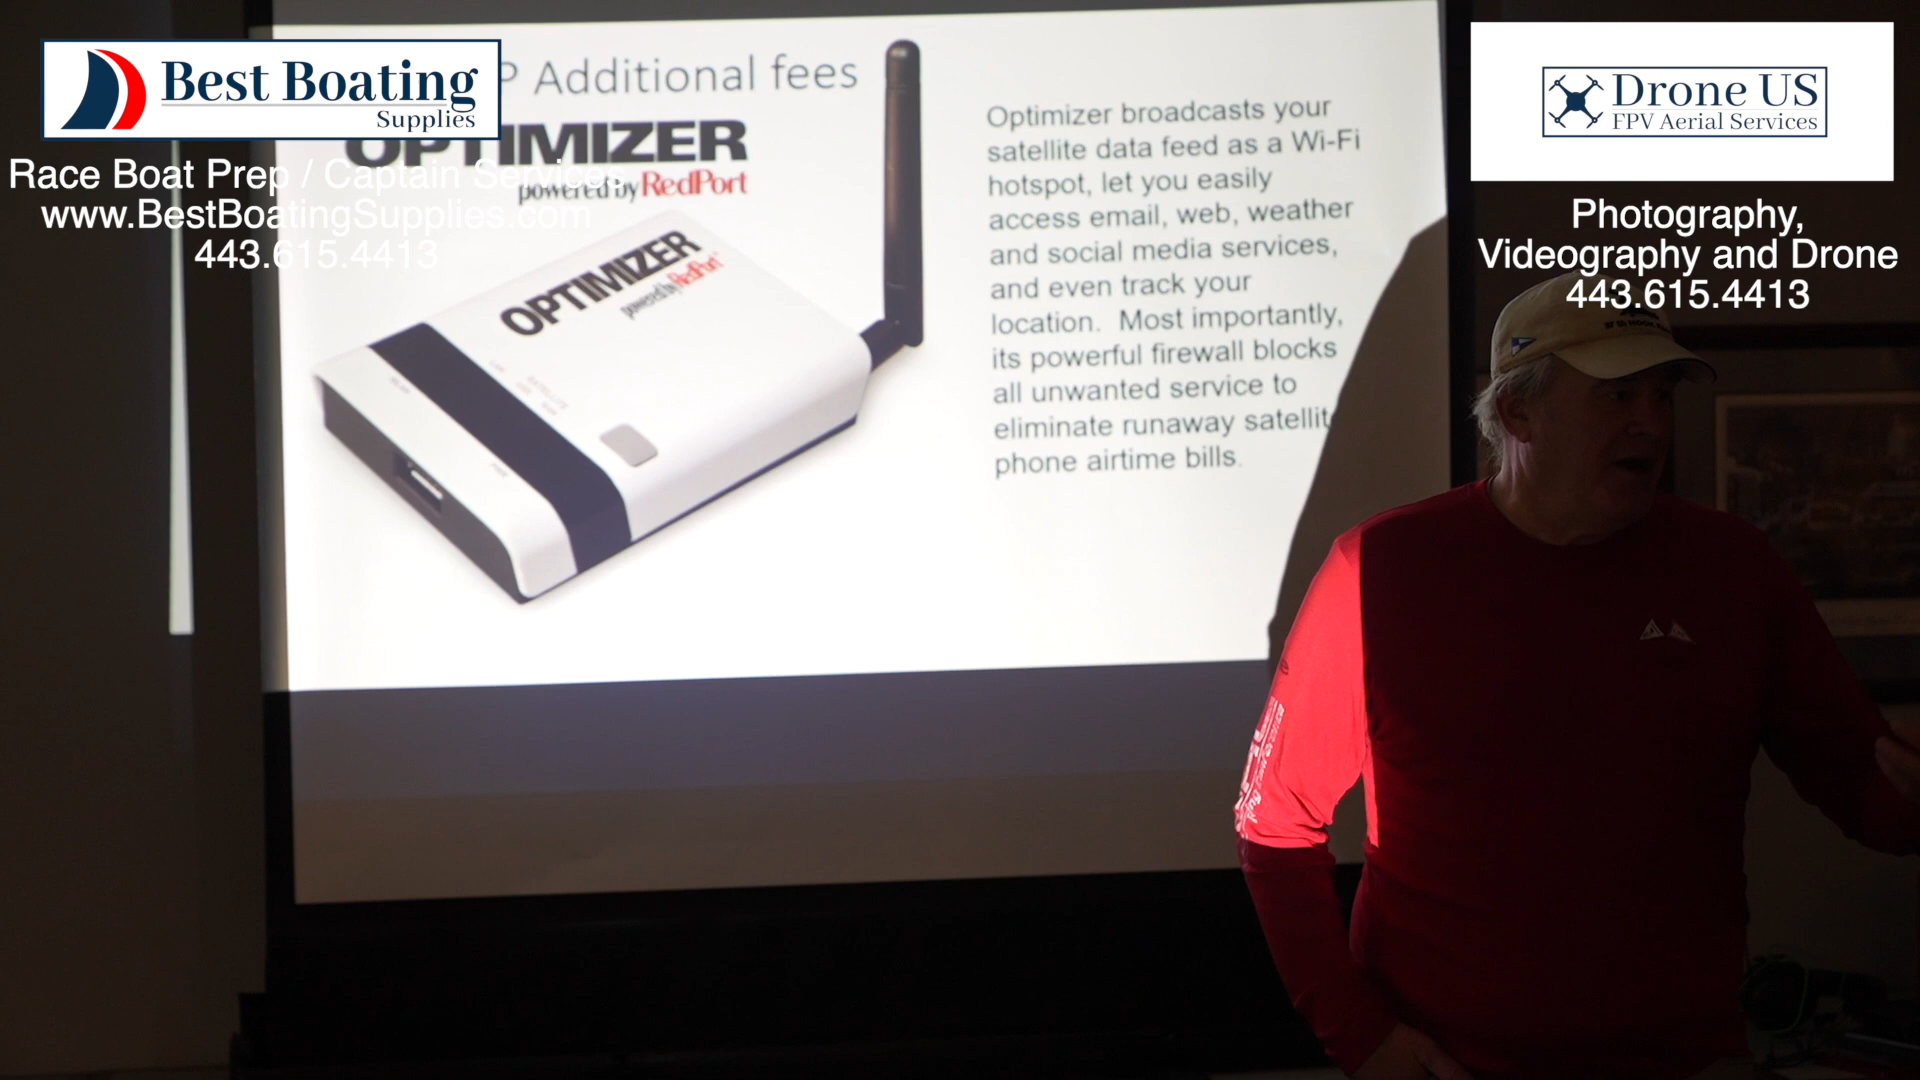 Best Boating
Supplies
Race Boat Prep / Captain Services
www.BestBoatingSupplies.com
443.615.4413
P Additional fees
OPTIMIZER
powered by RedPort
OPTIMIZER
powered by RedPort
Optimizer broadcasts your
satellite data feed as a Wi-Fi
hotspot, let you easily
access email, web, weather
and social media services,
and even track your
location. Most importantly,
its powerful firewall blocks
all unwanted service to
eliminate runaway satellite
phone airtime bills.
Drone US
FPV Aerial Services
Photography,
Videography and Drone
443.615.4413